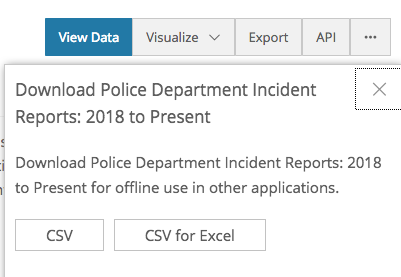 View Data Visualize Export API ...
Download Police Department Incident
Reports: 2018 to Present
Download Police Department Incident Reports: 2018
to Present for offline use in other applications.
CSV CSV for Excel